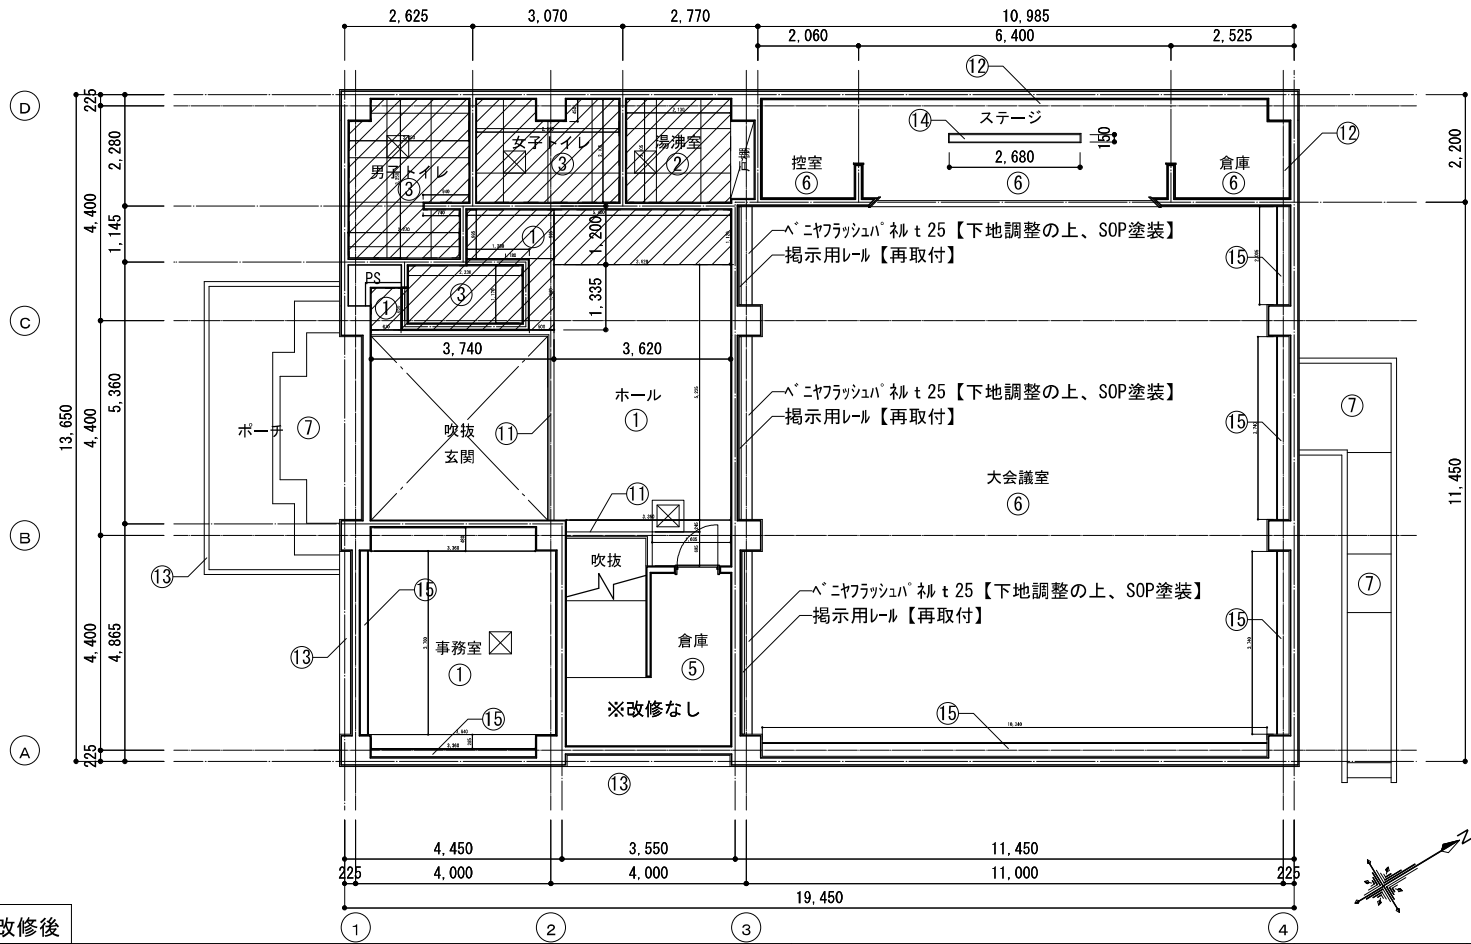 2,625
3,070
2,770
10,985
2,060
6,400
2,525
⑫
D
225
ステージ
⑭
150
⑫
女子トイレ
湯沸室
③
②
男子トイレ
③
控室
⑥
2,680
⑥
倉庫
⑥
2,280
2,200
4,400
1,145
①
1,200
ベニヤフラッシュパネルt25【下地調整の上、SOP塗装】
掲示用レール【再取付】
⑮
PS
①
③
1,335
C
3,740
3,620
ベニヤフラッシュパネルt25【下地調整の上、SOP塗装】
掲示用レール【再取付】
ホール
①
⑦
13,650
4,400
5,360
ポーチ
⑦
吹抜
玄関
⑪
⑮
大会議室
⑥
11,450
⑪
B
⑬
吹抜
⑦
⑮
ベニヤフラッシュパネルt25【下地調整の上、SOP塗装】
掲示用レール【再取付】
⑮
4,400
4,865
⑬
事務室
①
倉庫
⑤
※改修なし
⑮
⑮
A
225
⑬
4,450
3,550
11,450
225
4,000
4,000
11,000
225
19,450
N
改修後
1
2
3
4